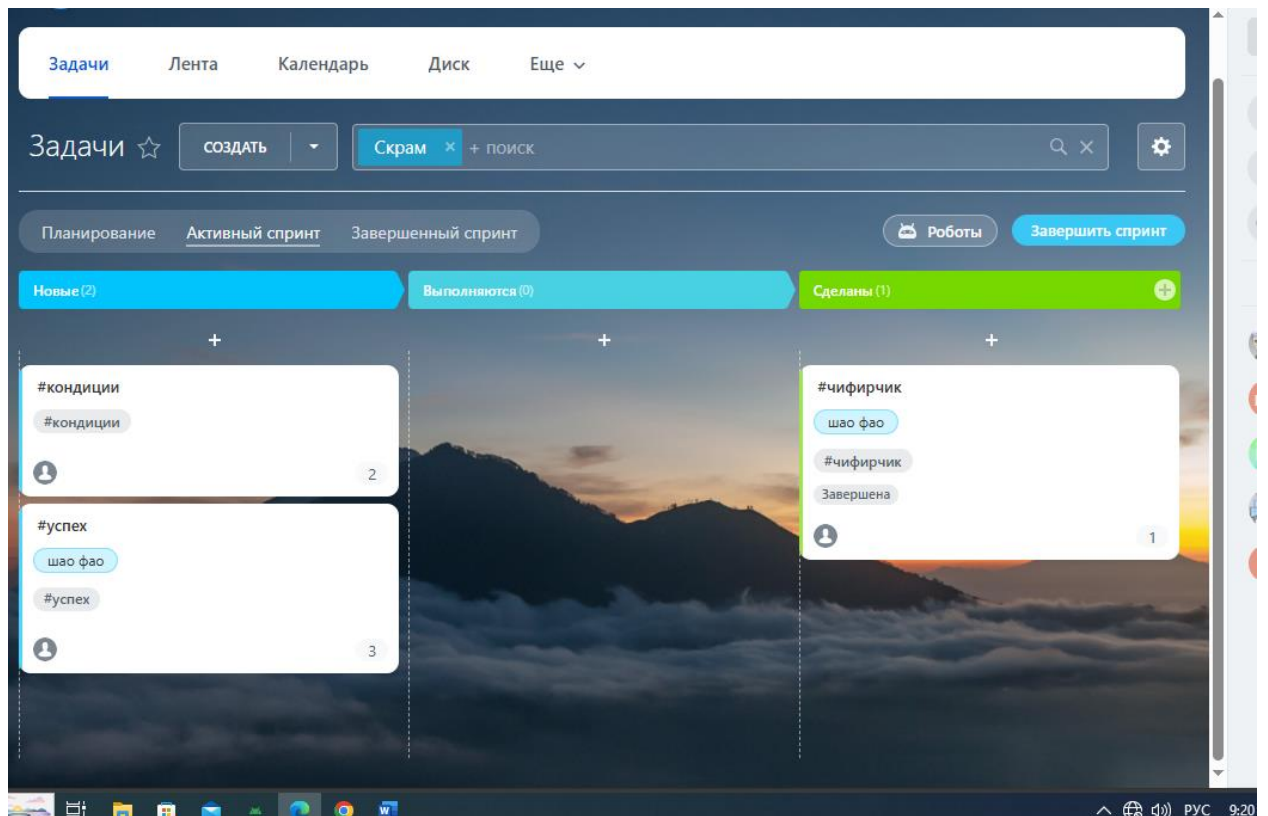 Задачи Лента Календарь Диск Еще
Задачи СОЗДАТЬ Скрам × + поиск
Планирование Активный спринт Завершенный спринт Роботы Завершить спринт
Новые (2) Выполняются (0) Сделаны (1)
+ + +
#кондиции #чифирчик
#кондиции шао фао
#чифирчик
2 Завершена
#успех 1
шао фао
#успех
3
РУС 9:20